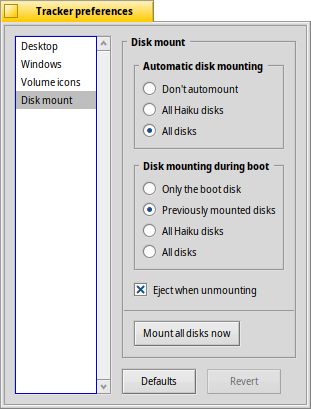 Tracker preferences
Desktop
Windows
Volume icons
Disk mount
Disk mount
Automatic disk mounting
Don't automount
All Haiku disks
All disks
Disk mounting during boot
Only the boot disk
Previously mounted disks
All Haiku disks
All disks
Eject when unmounting
Mount all disks now
Defaults
Revert